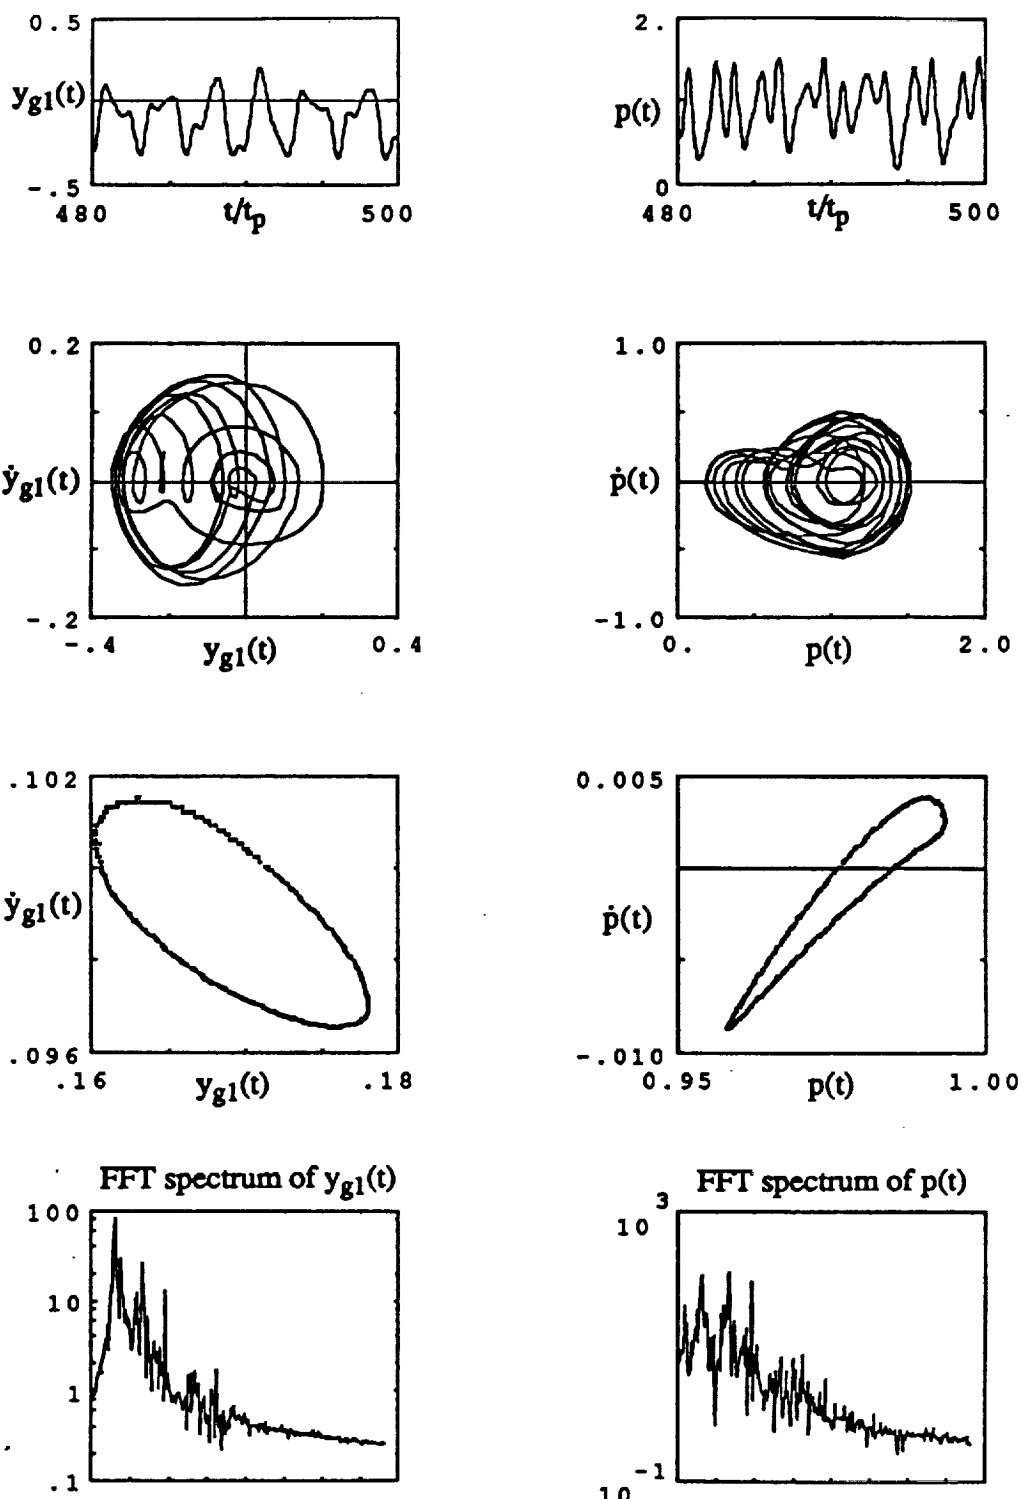 0.5
y_g1(t)
-.5
480 t/t_p 500
2.
p(t)
0
480 t/t_p 500
0.2
ẏ_g1(t)
-.2
-.4 y_g1(t) 0.4
1.0
ṗ(t)
-1.0
0. p(t) 2.0
.102
ẏ_g1(t)
.096
.16 y_g1(t) .18
0.005
ṗ(t)
-.010
0.95 p(t) 1.00
FFT spectrum of y_g1(t)
100
10
1
.1
FFT spectrum of p(t)
10 3
10 -1